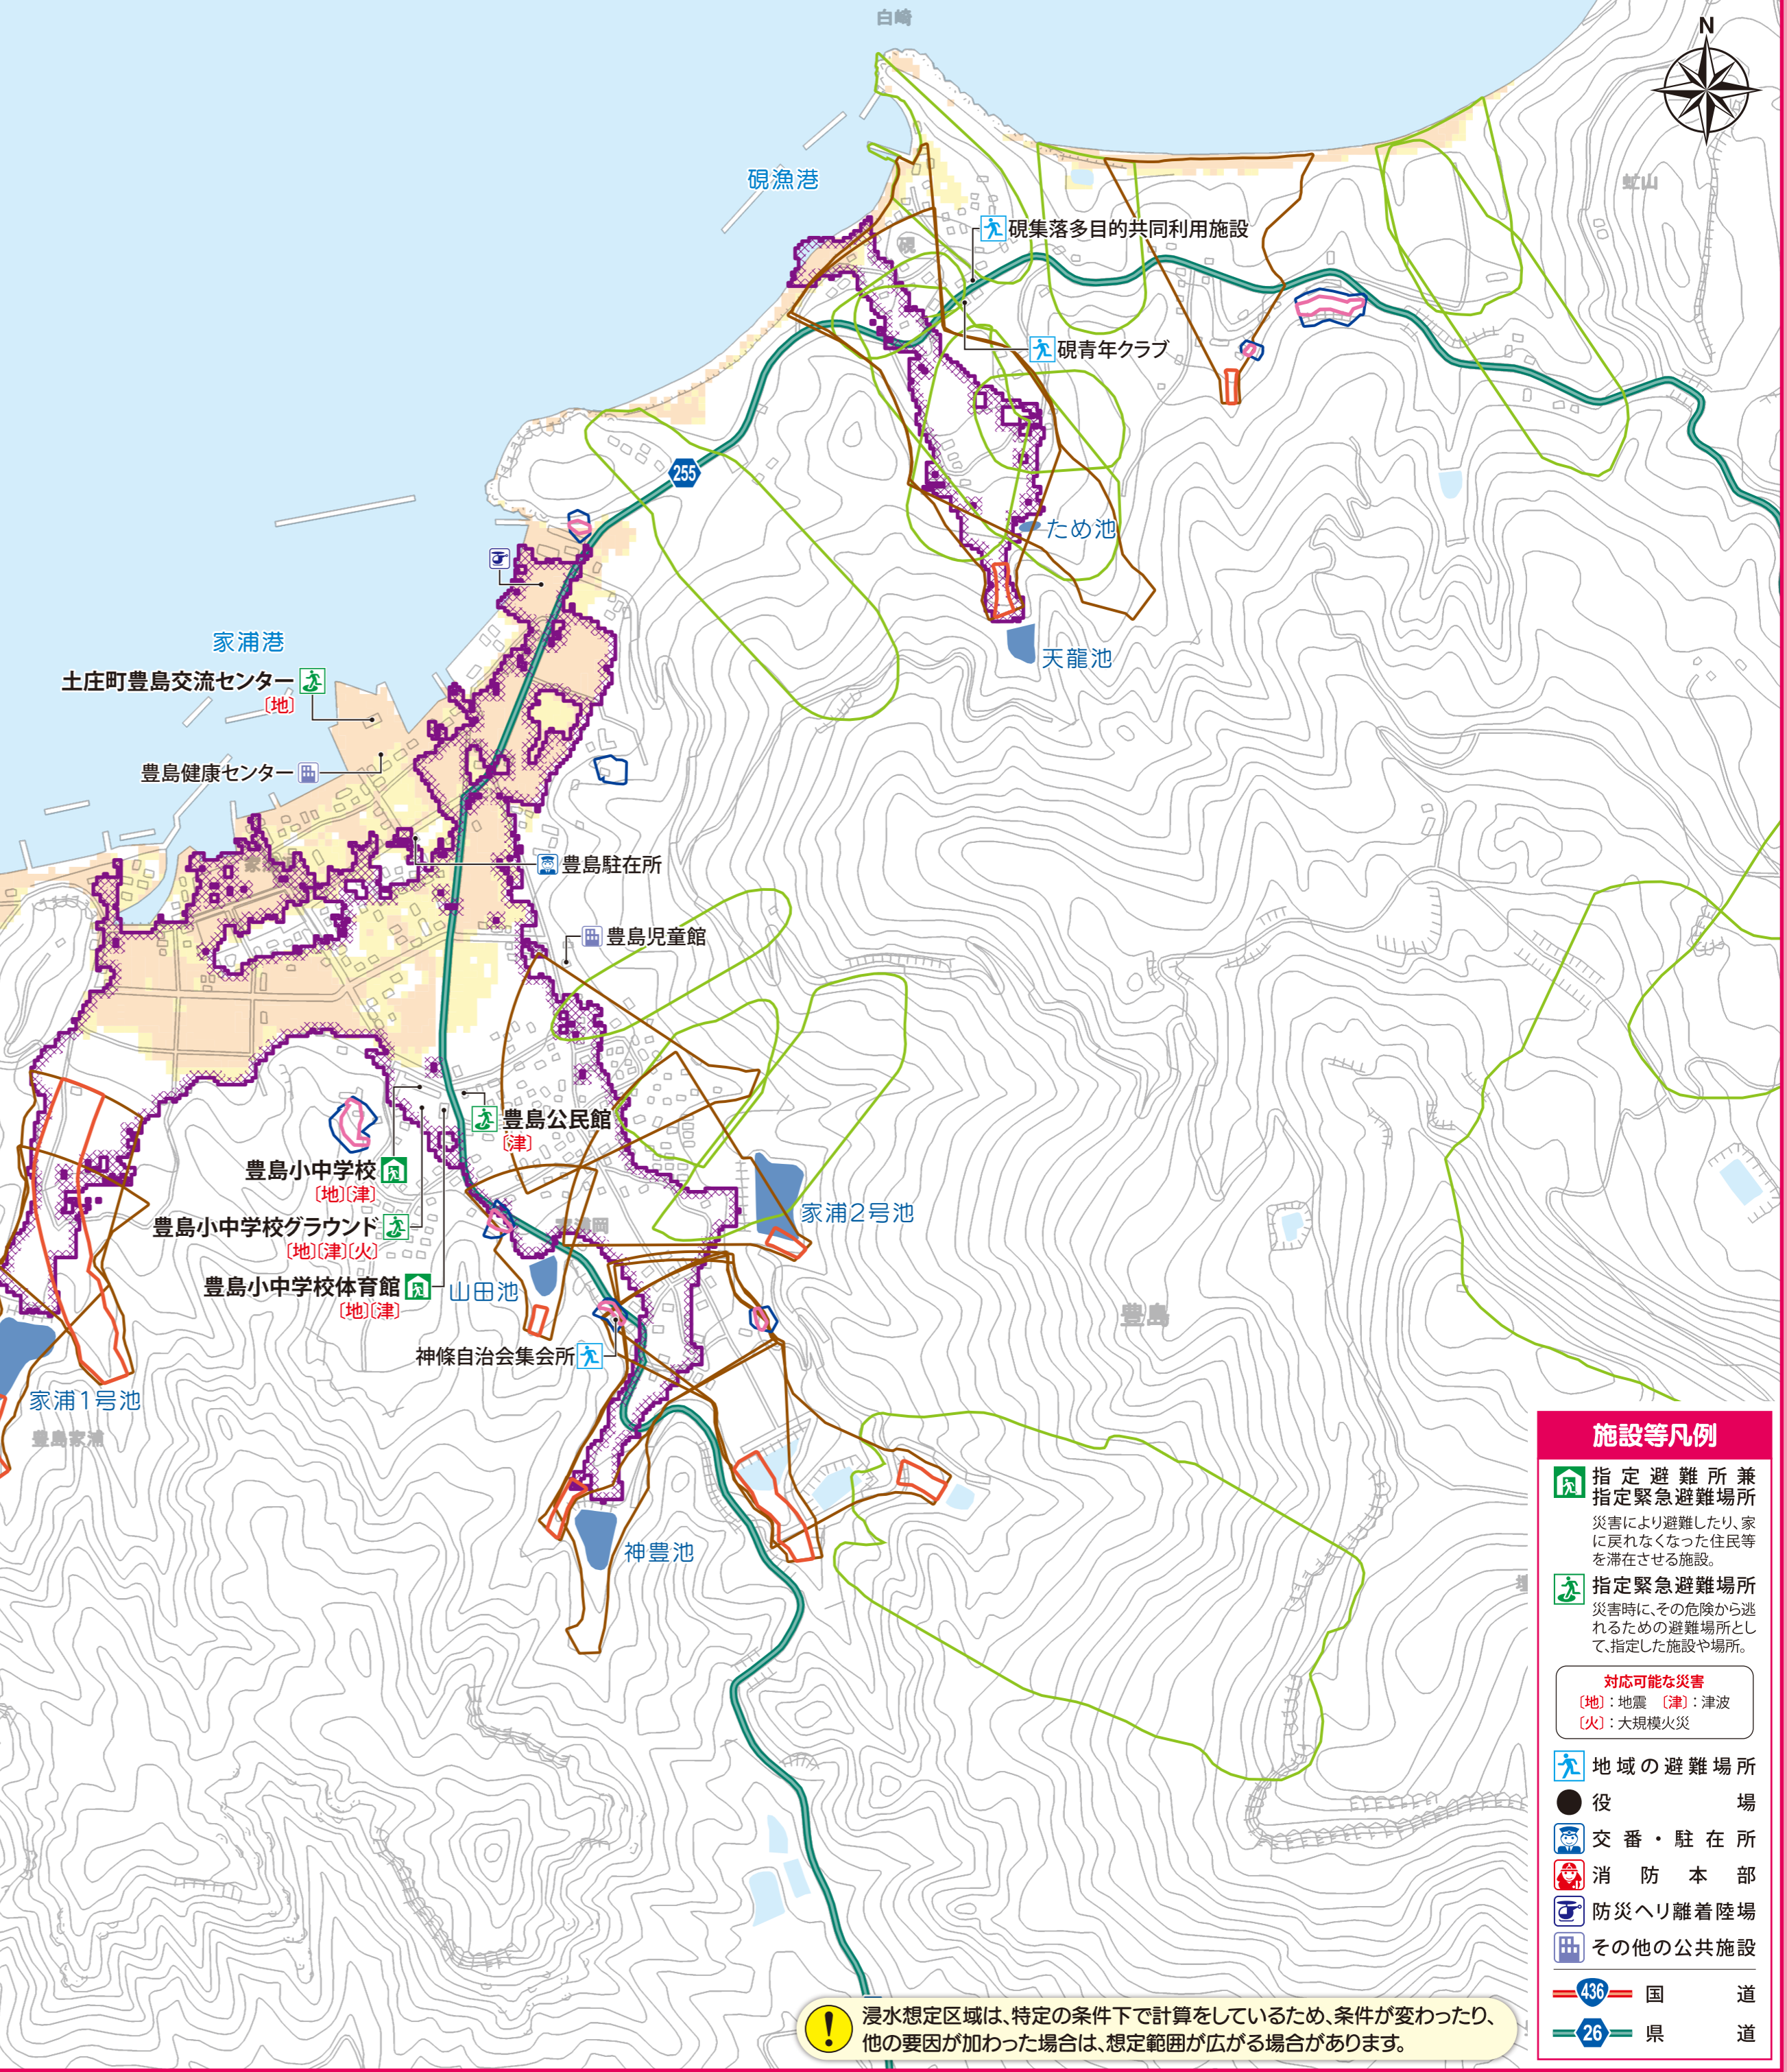 白崎
N
硯漁港
虻山
硯集落多目的共同利用施設
硯
硯青年クラブ
255
ため池
天龍池
家浦港
土庄町豊島交流センター
〔地〕
豊島健康センター
豊島駐在所
豊島児童館
豊島公民館
〔津〕
豊島小中学校
〔地〕〔津〕
豊島小中学校グラウンド
〔地〕〔津〕〔火〕
豊島小中学校体育館
〔地〕〔津〕
家浦岡
家浦2号池
山田池
豊島
神條自治会集会所
家浦1号池
豊島家浦
神豊池
施設等凡例
指定避難所兼
指定緊急避難場所
災害により避難したり、家
に戻れなくなった住民等
を滞在させる施設。
指定緊急避難場所
災害時に、その危険から逃
れるための避難場所とし
て、指定した施設や場所。
対応可能な災害
〔地〕：地震 〔津〕：津波
〔火〕：大規模火災
地域の避難場所
役場
交番・駐在所
消防本部
防災ヘリ離着陸場
その他の公共施設
436 国道
26 県道
浸水想定区域は、特定の条件下で計算をしているため、条件が変わったり、
他の要因が加わった場合は、想定範囲が広がる場合があります。